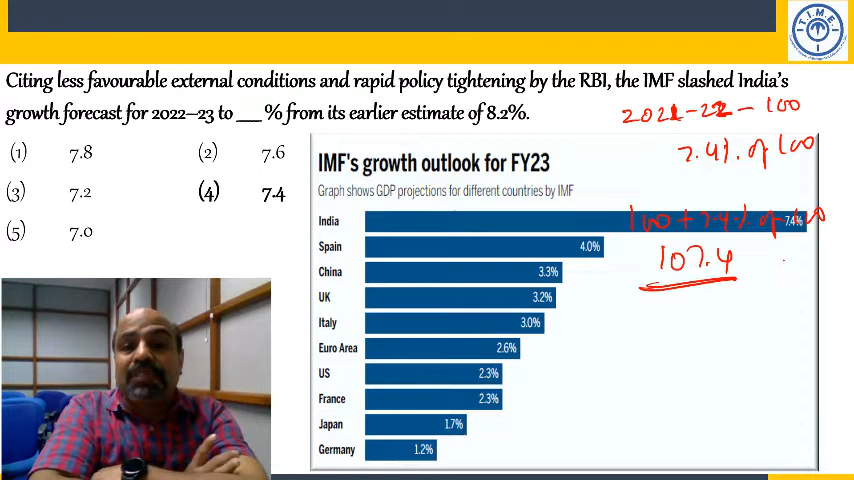 T.I.M.E.
Citing less favourable external conditions and rapid policy tightening by the RBI, the IMF slashed India's
growth forecast for 2022–23 to ___ % from its earlier estimate of 8.2%.
2021-22 - 100
(1) 7.8 (2) 7.6
7.4% of 100
(3) 7.2 (4) 7.4
(5) 7.0
IMF's growth outlook for FY23
Graph shows GDP projections for different countries by IMF
India 7.4%
100 + 7.4% of 100
Spain 4.0%
107.4
China 3.3%
UK 3.2%
Italy 3.0%
Euro Area 2.6%
US 2.3%
France 2.3%
Japan 1.7%
Germany 1.2%